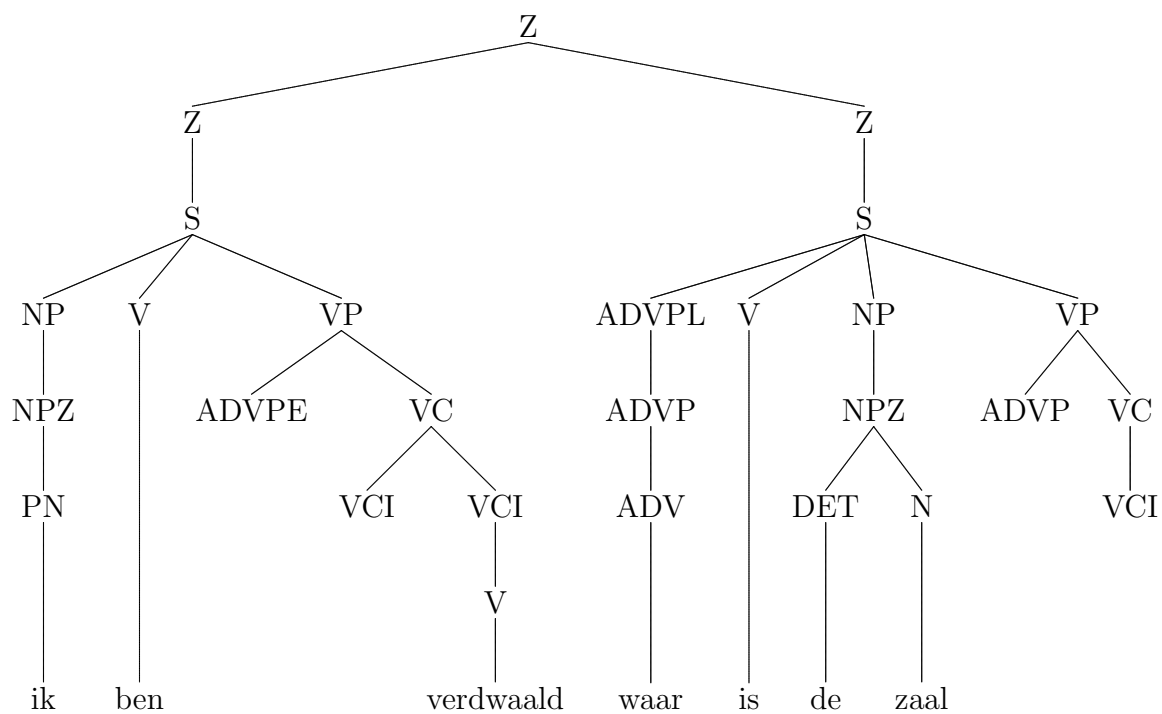 Z
Z Z
S S
NP V VP ADVPL V NP VP
NPZ ADVPE VC ADVP NPZ ADVP VC
PN VCI VCI ADV DET N VCI
V
ik ben verdwaald waar is de zaal